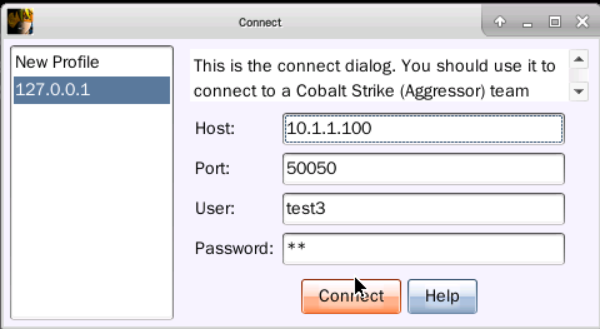 Connect
New Profile
127.0.0.1
This is the connect dialog. You should use it to
connect to a Cobalt Strike (Aggressor) team
Host: 10.1.1.100
Port: 50050
User: test3
Password: **
Connect Help